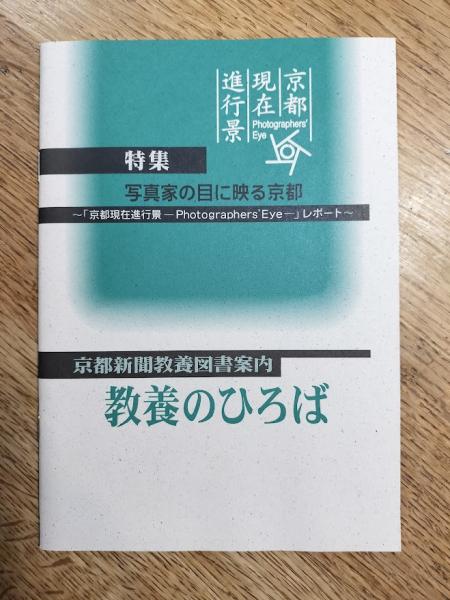 京都
現在
進行景
Photographers'
Eye
特集
写真家の目に映る京都
～「京都現在進行景 ― Photographers'Eye ―」レポート～
京都新聞教養図書案内
教養のひろば